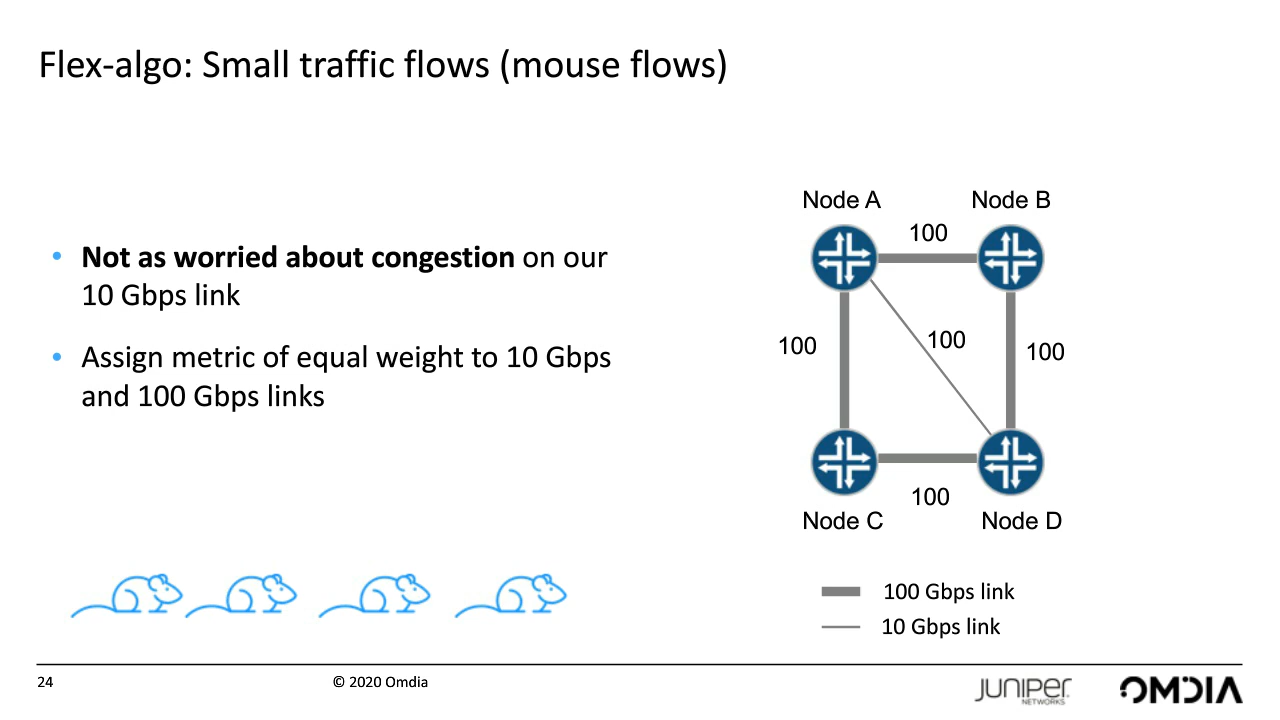 Flex-algo: Small traffic flows (mouse flows)
• Not as worried about congestion on our
10 Gbps link
• Assign metric of equal weight to 10 Gbps
and 100 Gbps links
Node A
Node B
100
100
100
100
100
Node C
Node D
100 Gbps link
10 Gbps link
24
© 2020 Omdia
JUNIPER
NETWORKS
OMDIA